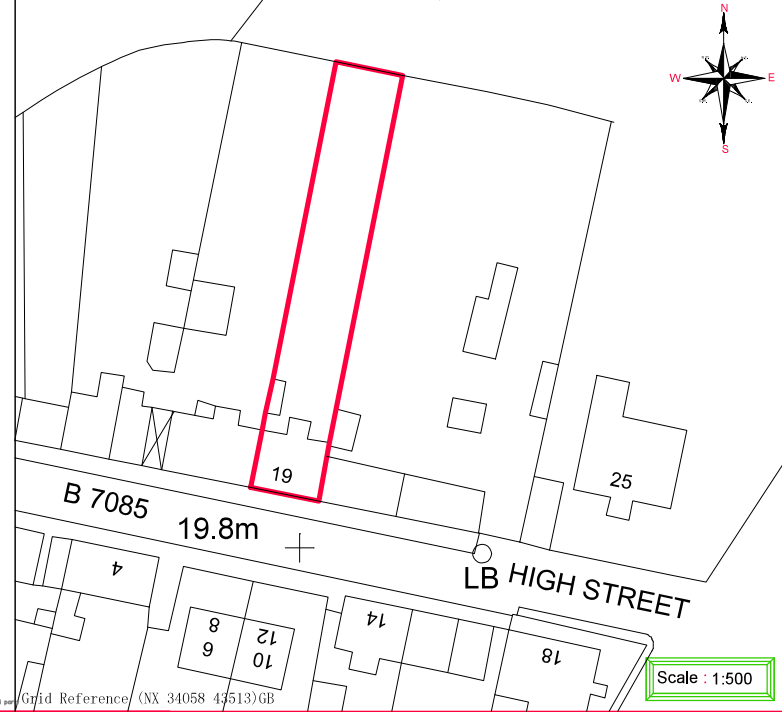 N
W
E
S
19
25
B 7085
19.8m
LB
HIGH STREET
4
8
6
12
10
14
18
Scale : 1:500
Grid Reference (NX 34058 43513)GB